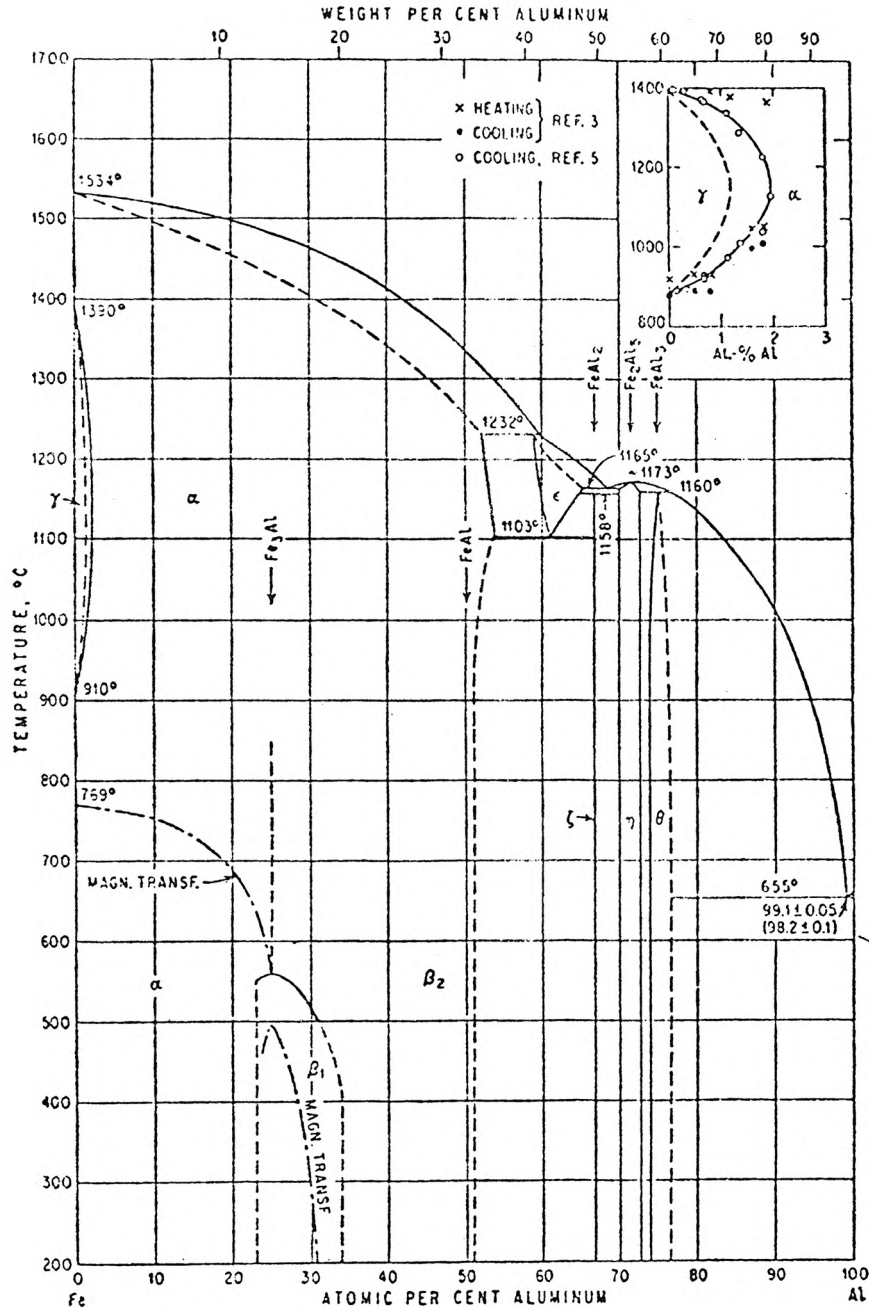 WEIGHT PER CENT ALUMINUM
10 20 30 40 50 60 70 80 90
1700
1600
1500
1400
1300
1200
1100
1000
900
800
700
600
500
400
300
200
TEMPERATURE, °C
1534°
1390°
γ
910°
769°
MAGN. TRANSF.
α
α
Fe3Al
FeAl
1232°
ε
1103°
1165°
~1173°
1160°
1158°
FeAl2
Fe2Al5
FeAl3
ζ
η
θ
655°
99.1±0.05
(98.2±0.1)
β2
β1
MAGN. TRANSF
× HEATING
• COOLING
REF. 3
○ COOLING, REF. 5
1400
1200
1000
800
γ
α
0 1 2 3
AL-% AL
0 10 20 30 40 50 60 70 80 90 100
Fe ATOMIC PER CENT ALUMINUM Al